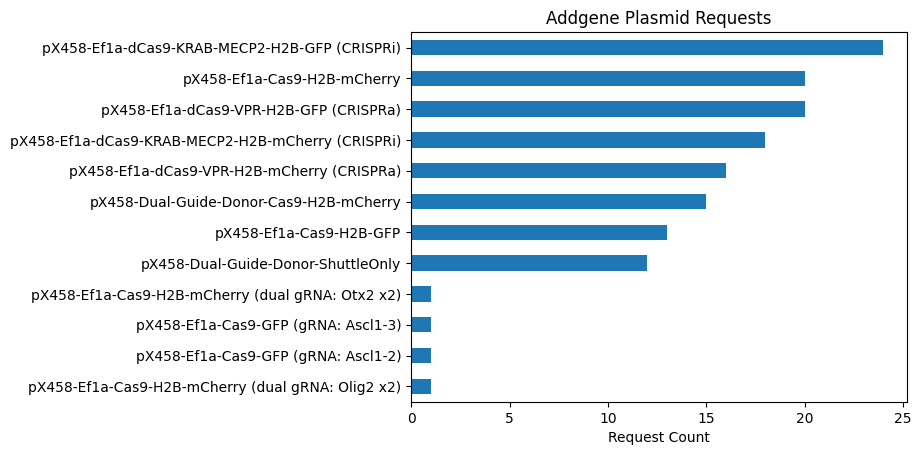 Addgene Plasmid Requests
pX458-Ef1a-dCas9-KRAB-MECP2-H2B-GFP (CRISPRi)
pX458-Ef1a-Cas9-H2B-mCherry
pX458-Ef1a-dCas9-VPR-H2B-GFP (CRISPRa)
pX458-Ef1a-dCas9-KRAB-MECP2-H2B-mCherry (CRISPRi)
pX458-Ef1a-dCas9-VPR-H2B-mCherry (CRISPRa)
pX458-Dual-Guide-Donor-Cas9-H2B-mCherry
pX458-Ef1a-Cas9-H2B-GFP
pX458-Dual-Guide-Donor-ShuttleOnly
pX458-Ef1a-Cas9-H2B-mCherry (dual gRNA: Otx2 x2)
pX458-Ef1a-Cas9-GFP (gRNA: Ascl1-3)
pX458-Ef1a-Cas9-GFP (gRNA: Ascl1-2)
pX458-Ef1a-Cas9-H2B-mCherry (dual gRNA: Olig2 x2)
0 5 10 15 20 25
Request Count